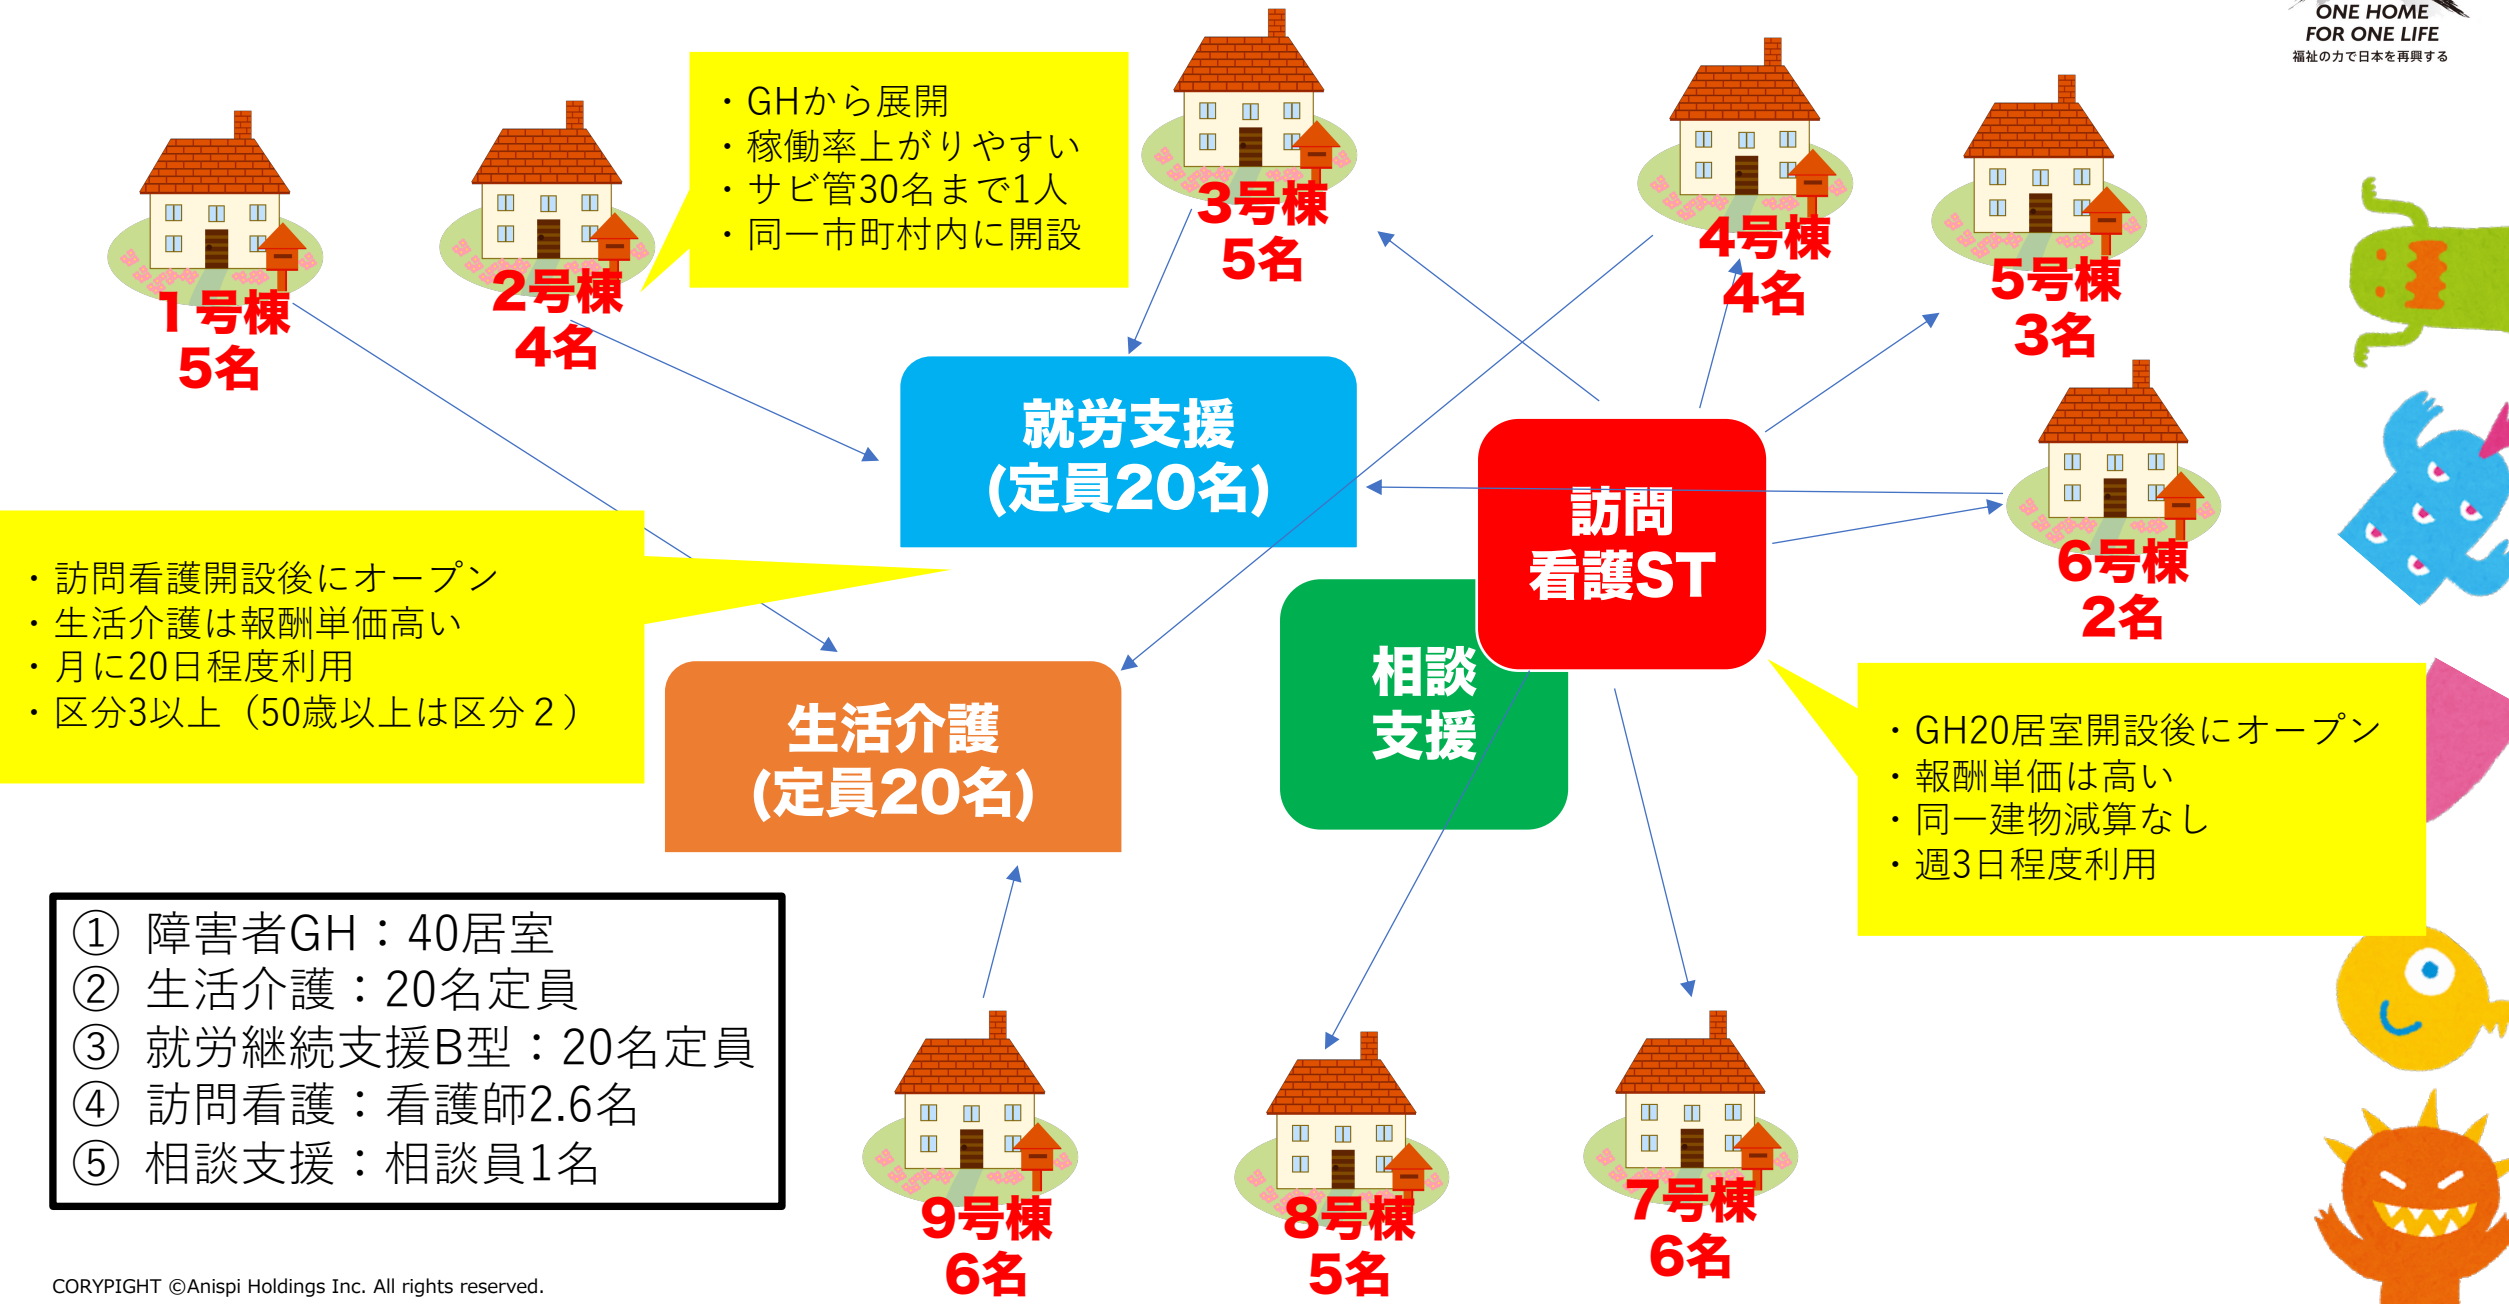 ONE HOME
FOR ONE LIFE
福祉の力で日本を再興する
・GHから展開
・稼働率上がりやすい
・サビ管30名まで1人
・同一市町村内に開設
1号棟
5名
2号棟
4名
3号棟
5名
4号棟
4名
5号棟
3名
就労支援
(定員20名)
訪問
看護ST
6号棟
2名
・訪問看護開設後にオープン
・生活介護は報酬単価高い
・月に20日程度利用
・区分3以上（50歳以上は区分２）
相談
支援
生活介護
(定員20名)
・GH20居室開設後にオープン
・報酬単価は高い
・同一建物減算なし
・週3日程度利用
① 障害者GH：40居室
② 生活介護：20名定員
③ 就労継続支援B型：20名定員
④ 訪問看護：看護師2.6名
⑤ 相談支援：相談員1名
9号棟
6名
8号棟
5名
7号棟
6名
CORYPIGHT ©Anispi Holdings Inc. All rights reserved.